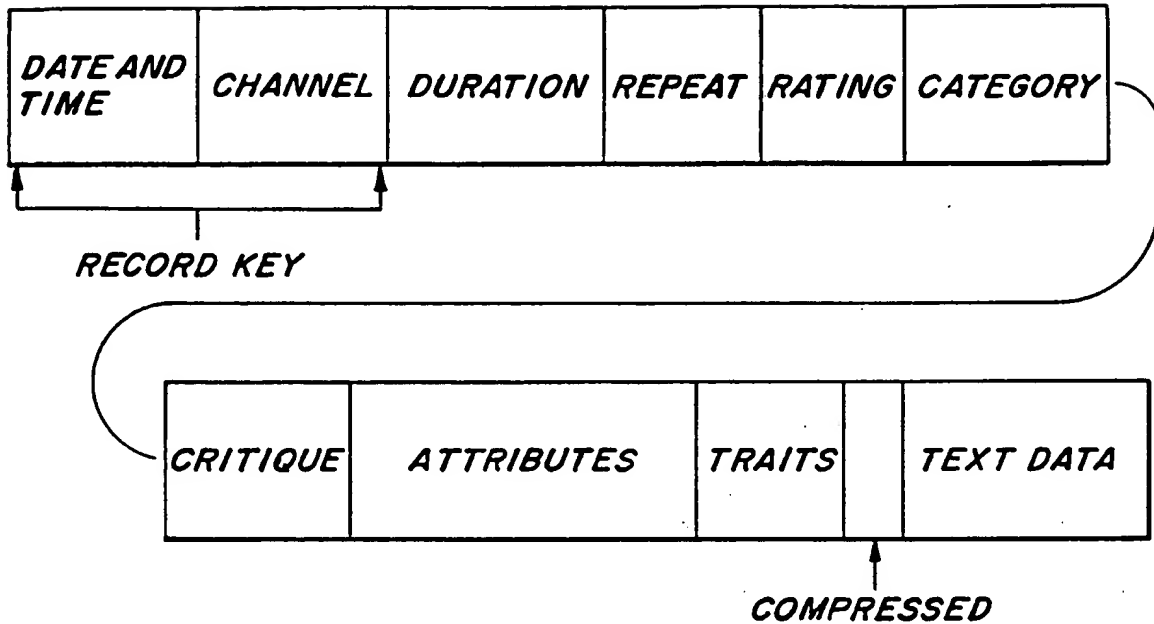 DATE AND
TIME
CHANNEL
DURATION
REPEAT
RATING
CATEGORY
RECORD KEY
CRITIQUE
ATTRIBUTES
TRAITS
TEXT DATA
COMPRESSED